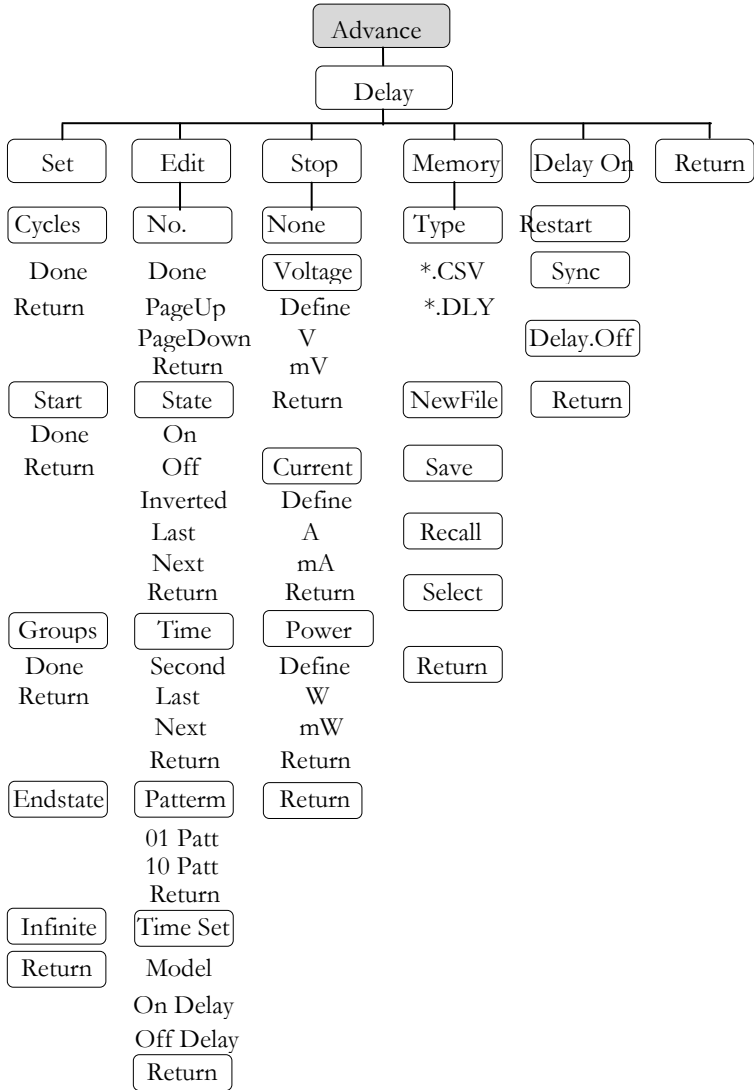 Advance
Delay
Set Edit Stop Memory Delay On Return
Cycles No. None Type Restart
Done Done Voltage *.CSV Sync
Return PageUp Define *.DLY
PageDown V Delay.Off
Return mV
Start State Return NewFile Return
Done On
Return Off Current Save
Inverted Define
Last A Recall
Next mA
Return Return Select
Groups Time Power
Done Second Define Return
Return Last W
Next mW
Return Return
Endstate Patterm Return
01 Patt
10 Patt
Return
Infinite Time Set
Return Model
On Delay
Off Delay
Return